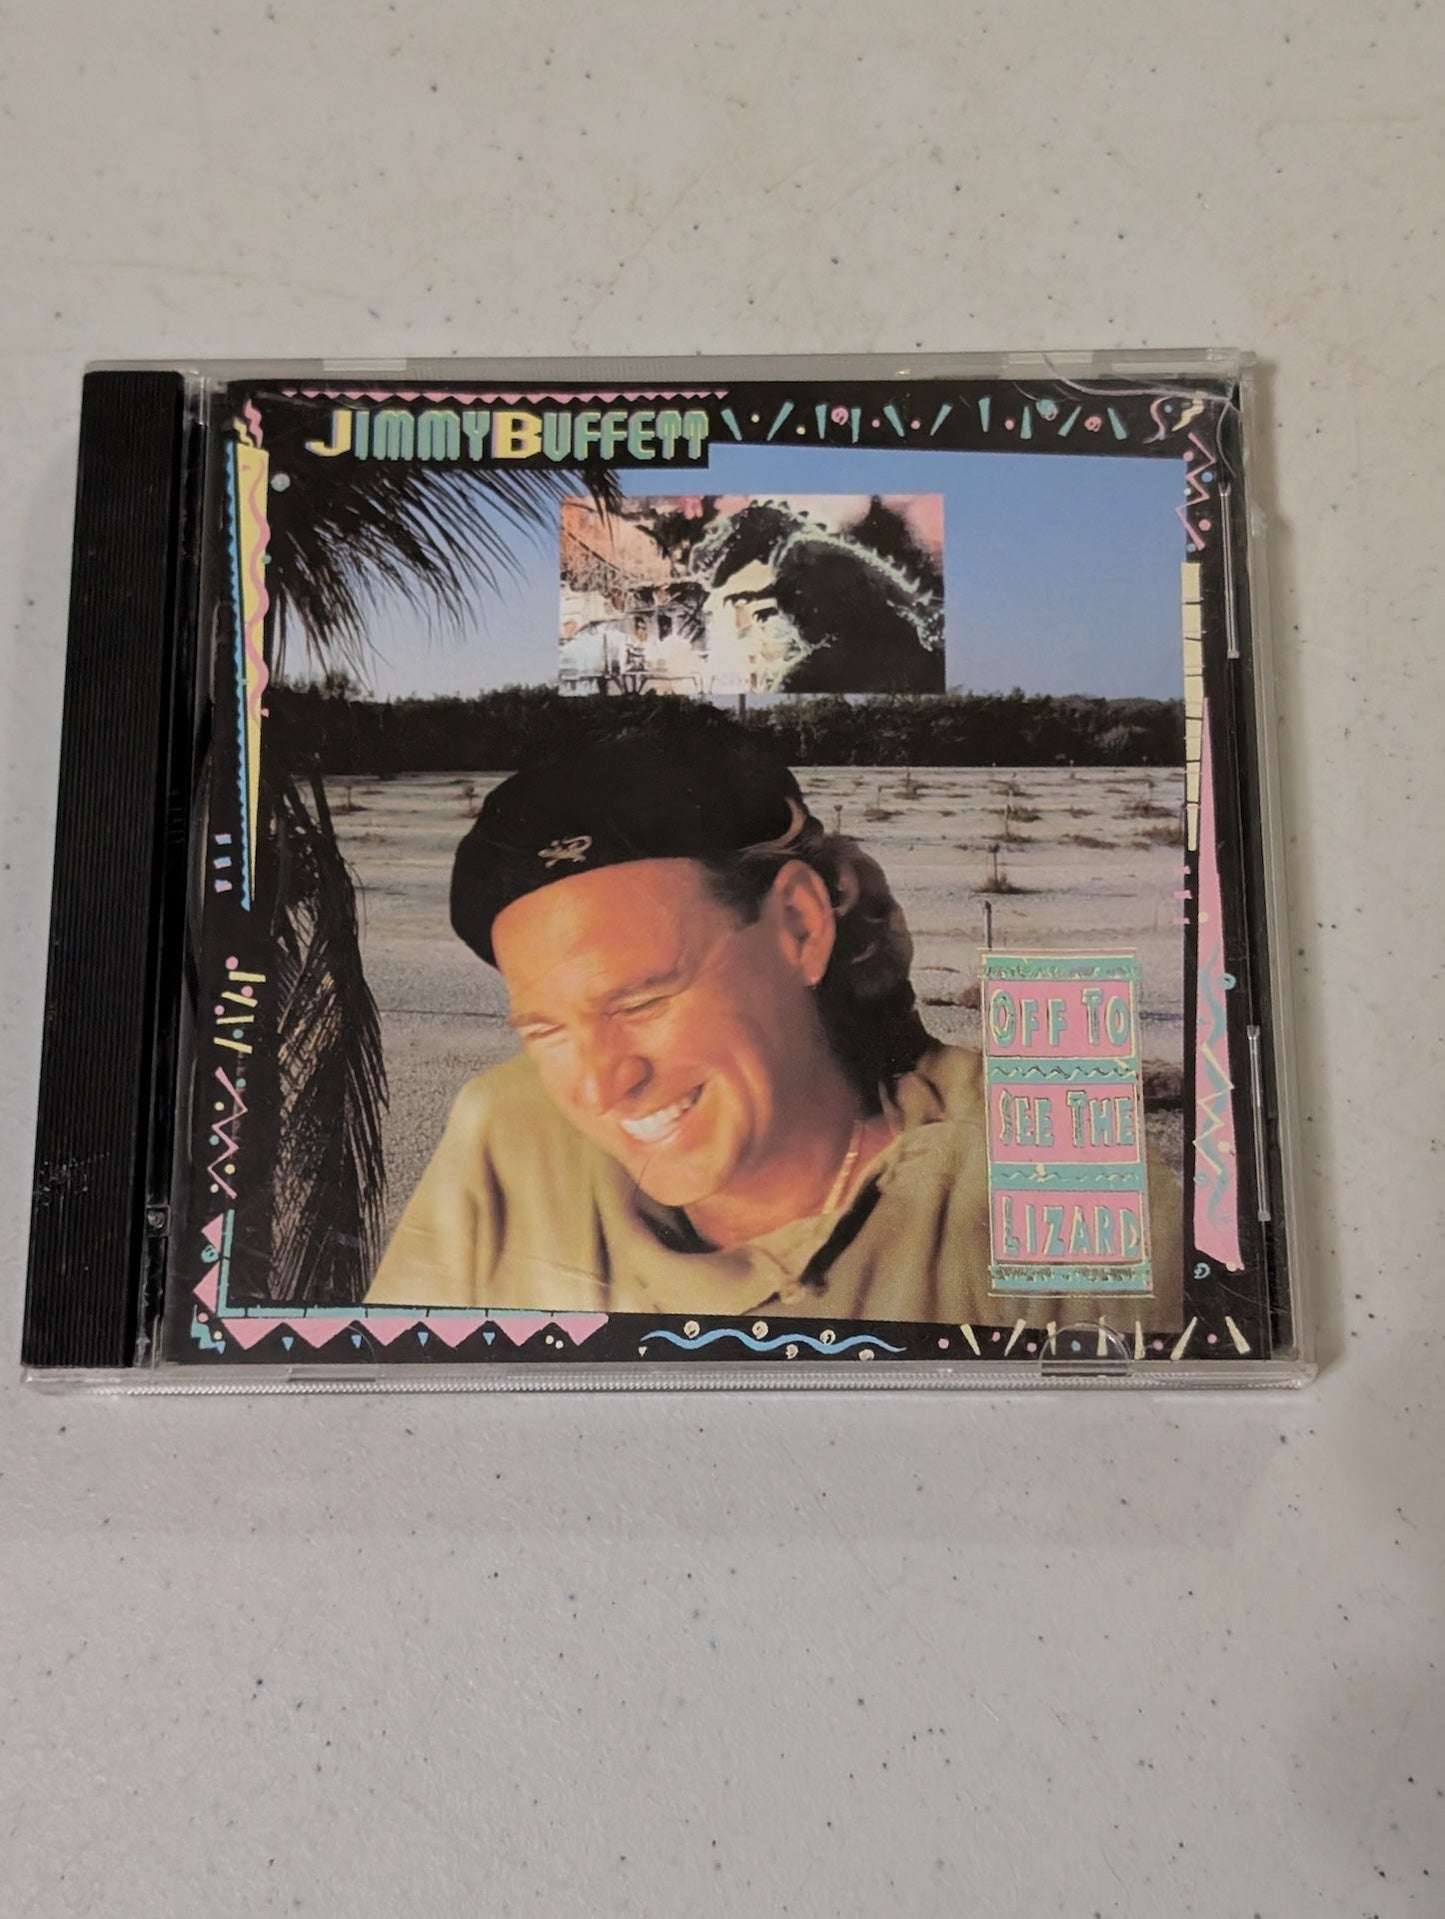 JIMMY BUFFETT
OFF TO
SEE THE
LIZARD